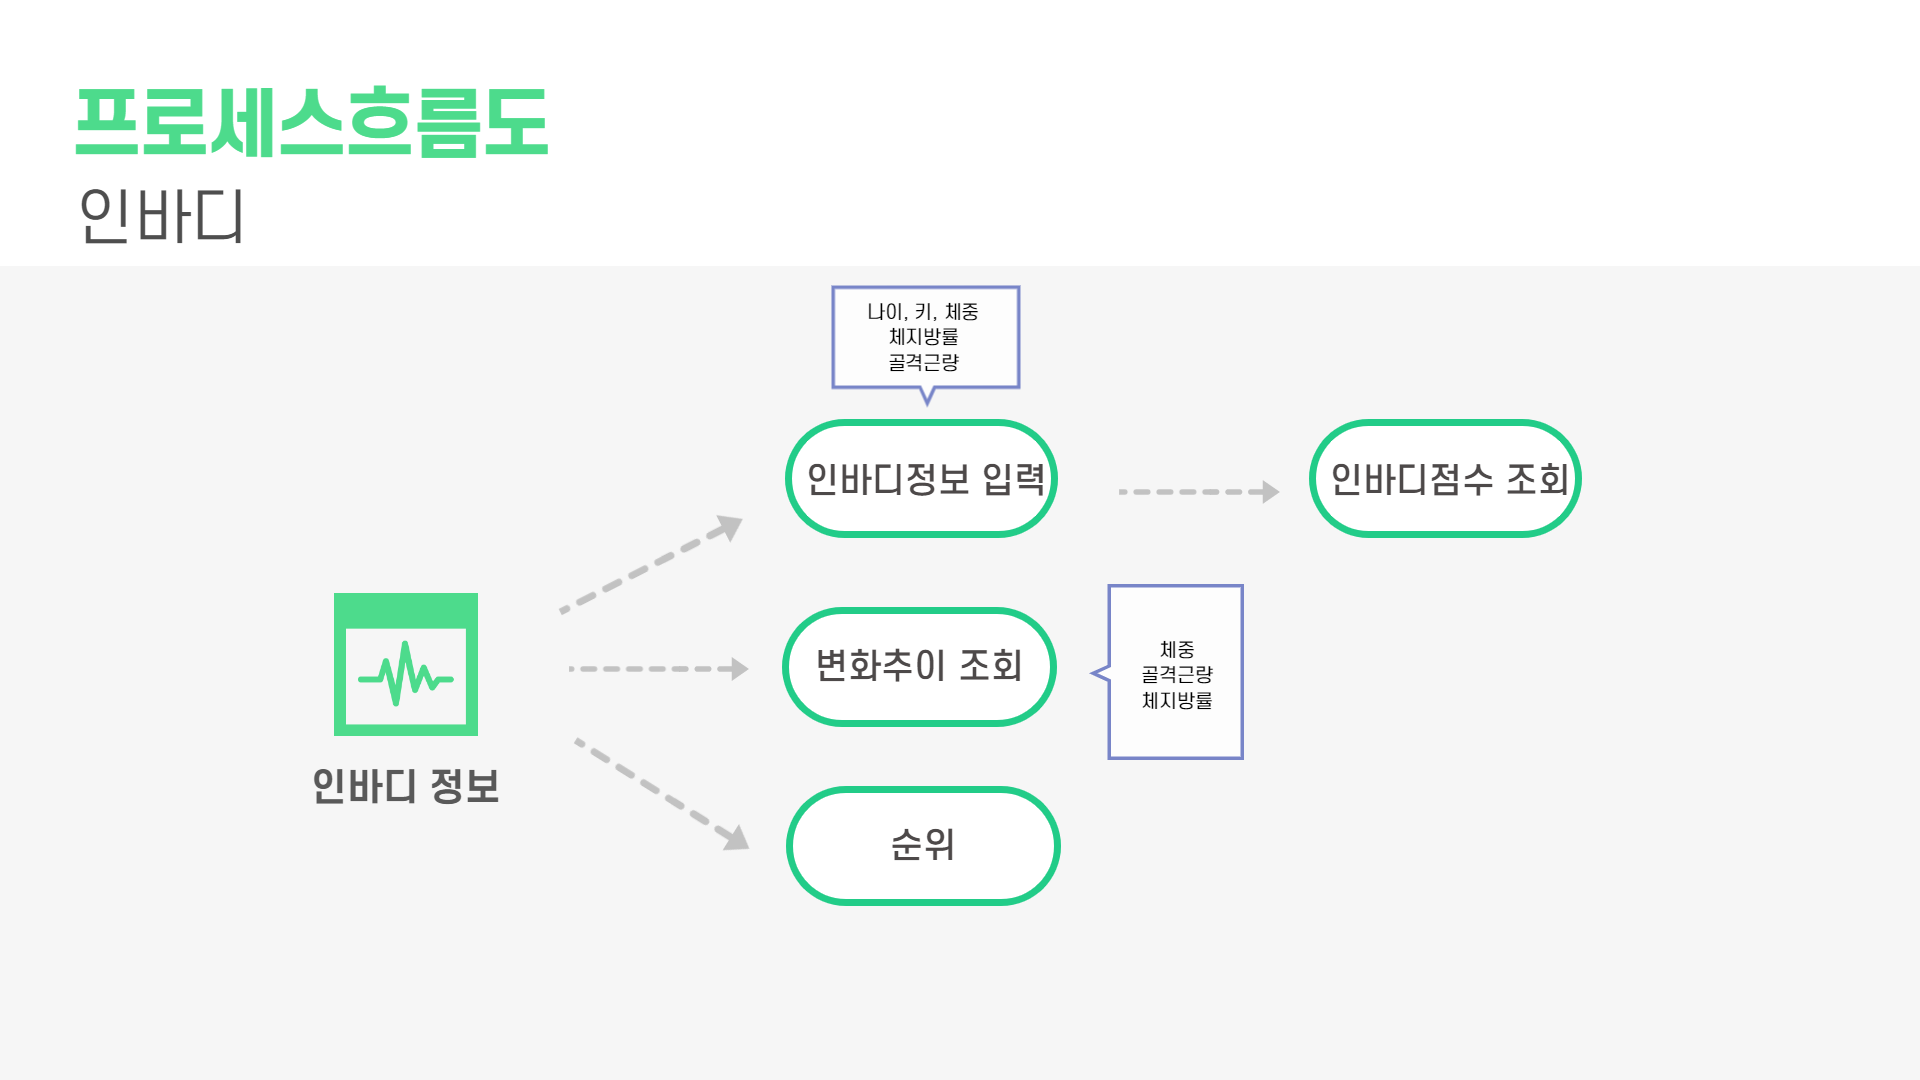 프로세스흐름도
인바디
나이, 키, 체중
체지방률
골격근량
인바디정보 입력
인바디점수 조회
변화추이 조회
체중
골격근량
체지방률
인바디 정보
순위